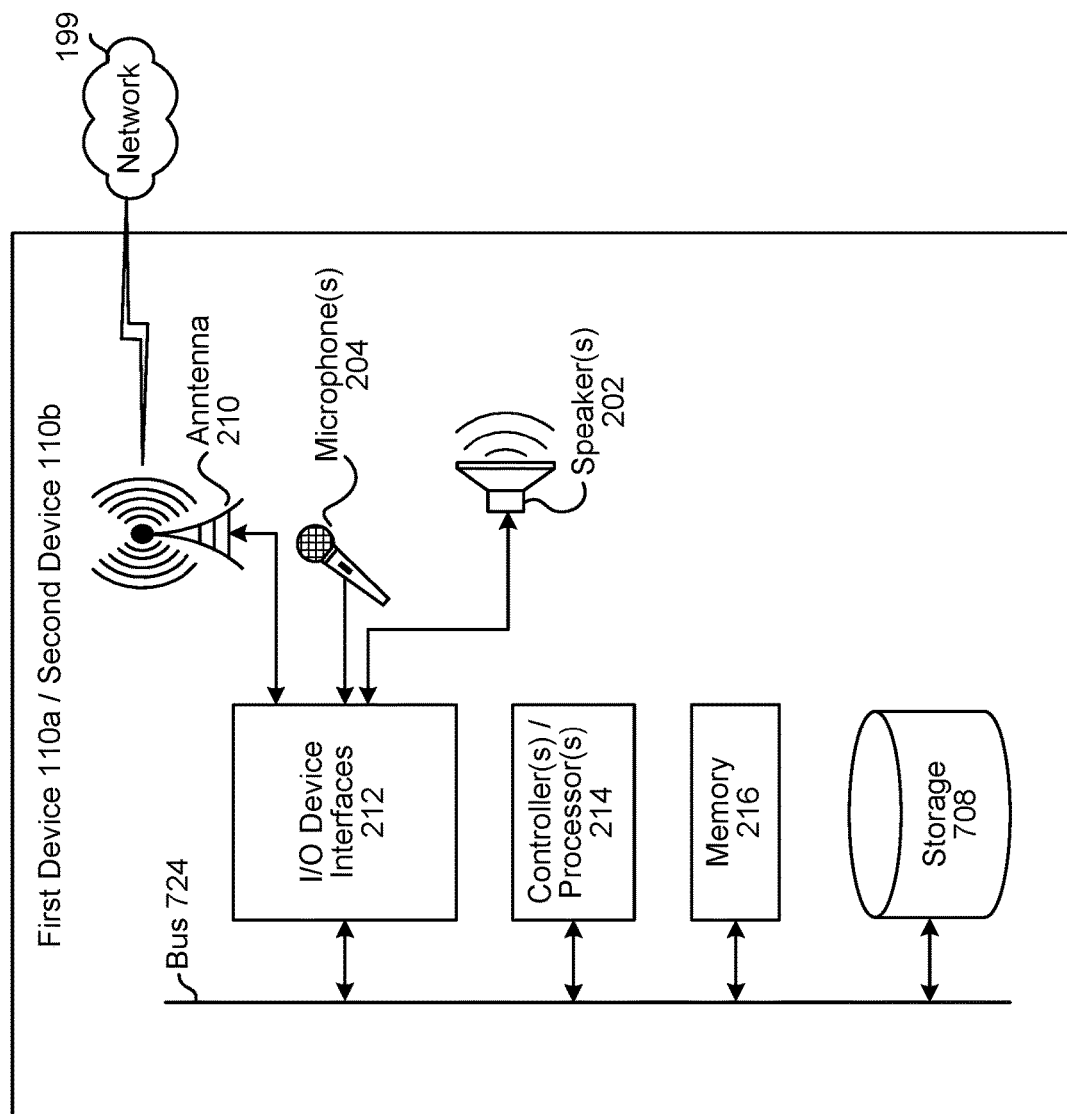 First Device 110a / Second Device 110b
Bus 724
I/O Device
Interfaces
212
Anntenna
210
Network
199
Microphone(s)
204
Speaker(s)
202
Controller(s) /
Processor(s)
214
Memory
216
Storage
708